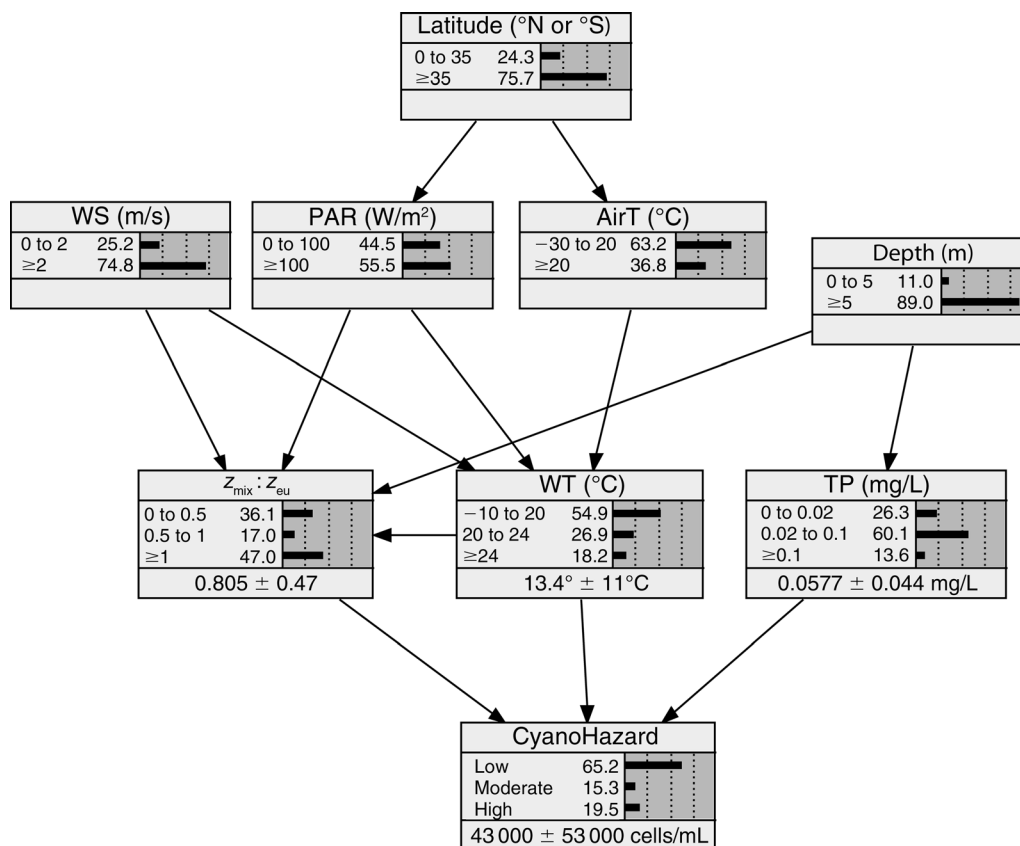 Latitude (°N or °S)
0 to 35 24.3
≥35 75.7
WS (m/s)
0 to 2 25.2
≥2 74.8
PAR (W/m²)
0 to 100 44.5
≥100 55.5
AirT (°C)
−30 to 20 63.2
≥20 36.8
Depth (m)
0 to 5 11.0
≥5 89.0
z_mix : z_eu
0 to 0.5 36.1
0.5 to 1 17.0
≥1 47.0
0.805 ± 0.47
WT (°C)
−10 to 20 54.9
20 to 24 26.9
≥24 18.2
13.4° ± 11°C
TP (mg/L)
0 to 0.02 26.3
0.02 to 0.1 60.1
≥0.1 13.6
0.0577 ± 0.044 mg/L
CyanoHazard
Low 65.2
Moderate 15.3
High 19.5
43 000 ± 53 000 cells/mL